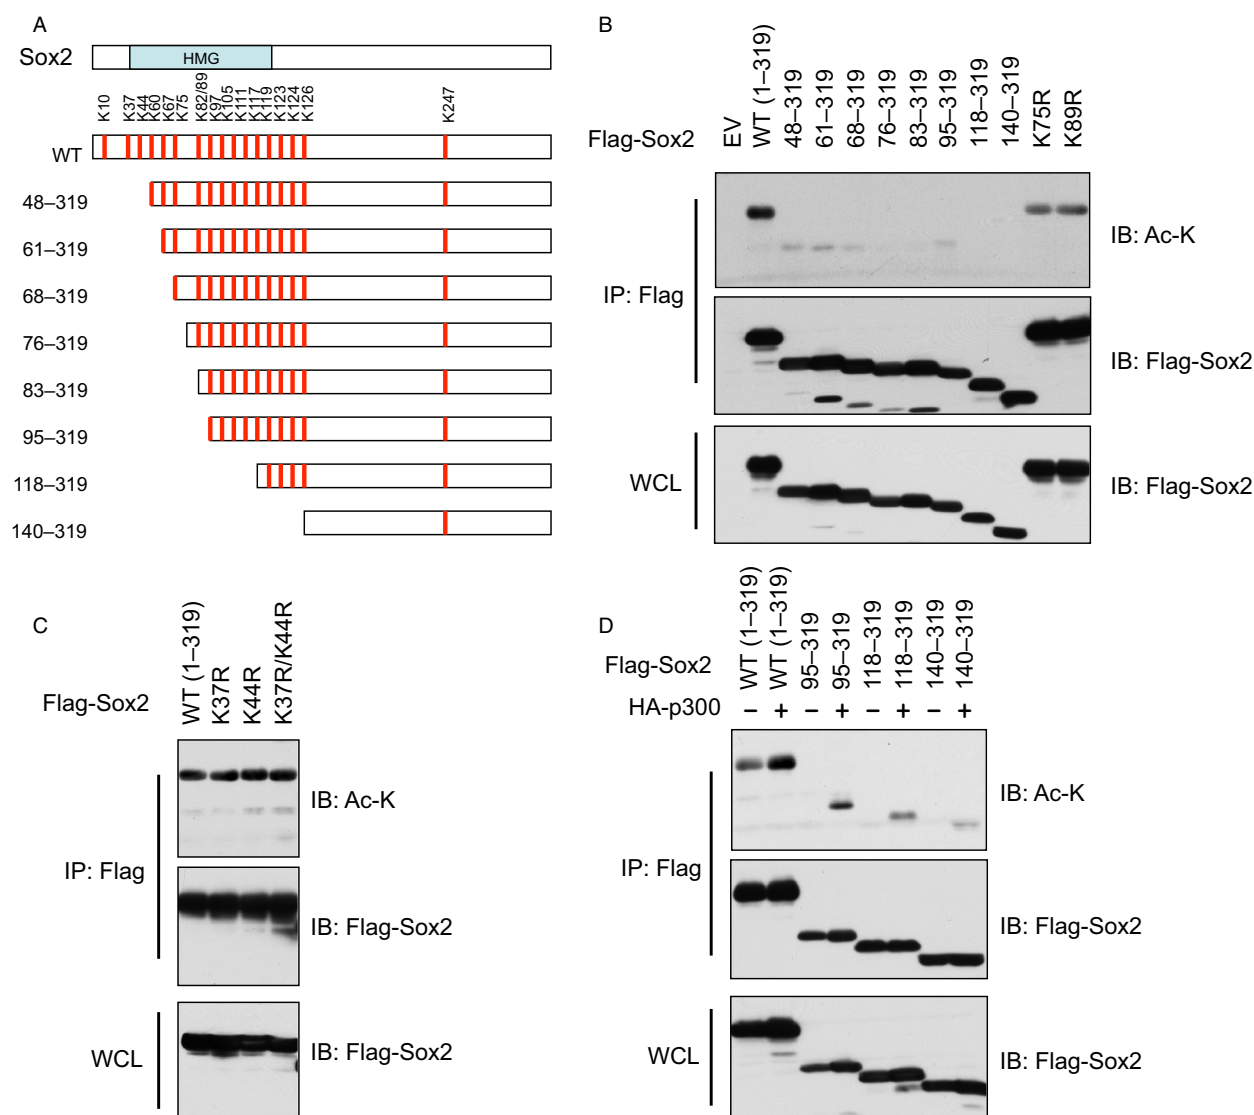 A
Sox2
HMG
K10
K37
K44
K60
K67
K75
K82/89
K97
K105
K111
K117
K119
K123
K124
K126
K247
WT
48–319
61–319
68–319
76–319
83–319
95–319
118–319
140–319
B
Flag-Sox2
EV
WT (1–319)
48–319
61–319
68–319
76–319
83–319
95–319
118–319
140–319
K75R
K89R
IP: Flag
IB: Ac-K
IB: Flag-Sox2
WCL
IB: Flag-Sox2
C
Flag-Sox2
WT (1–319)
K37R
K44R
K37R/K44R
IP: Flag
IB: Ac-K
IB: Flag-Sox2
WCL
IB: Flag-Sox2
D
Flag-Sox2
WT (1–319)
WT (1–319)
95–319
95–319
118–319
118–319
140–319
140–319
HA-p300 – + – + – + – +
IP: Flag
IB: Ac-K
IB: Flag-Sox2
WCL
IB: Flag-Sox2